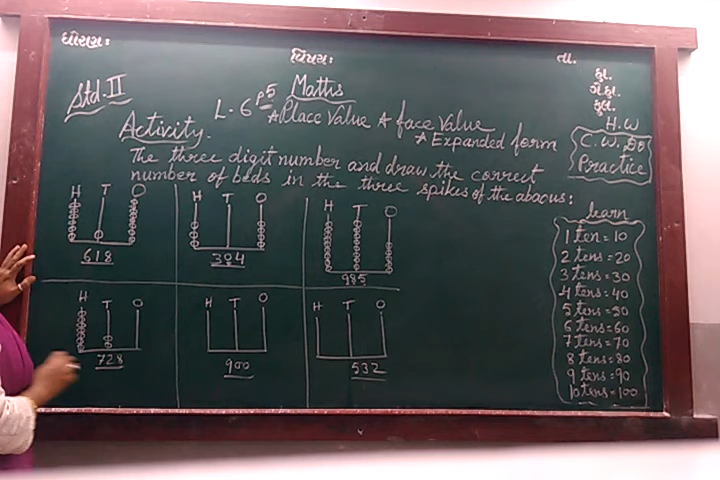 ધોરણઃ
વિષયઃ
તા.
કુા.
ગે.હા.
કુલ.
Std. II
Maths
L-6 P5 *Place Value * face Value
* Expanded form
Activity.
The three digit number and draw the correct
number of beds in the three spikes of the abacus:
H T O
618
H T O
304
H T O
985
H T O
728
H T O
900
H T O
532
H.W
C.W. Do
Practice
learn
1 ten = 10
2 tens = 20
3 tens = 30
4 tens = 40
5 tens = 50
6 tens = 60
7 tens = 70
8 tens = 80
9 tens = 90
10 tens = 100